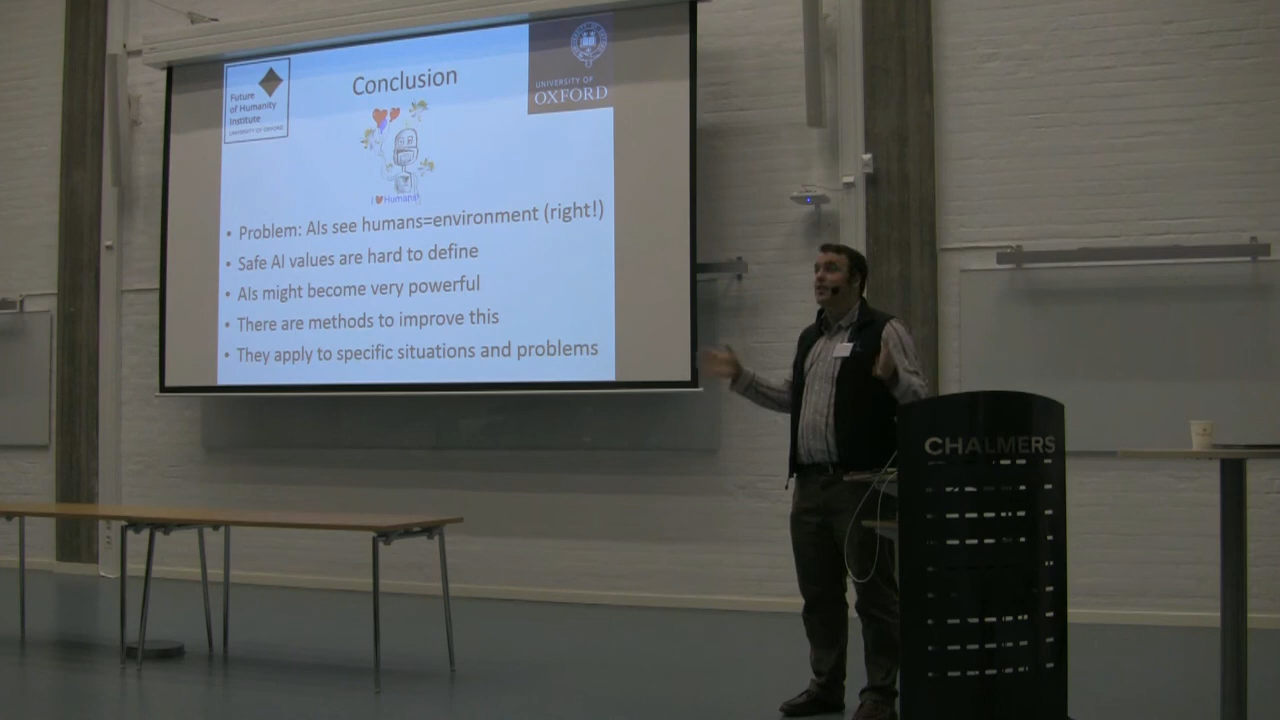 Future
of Humanity
Institute
UNIVERSITY OF OXFORD
Conclusion
UNIVERSITY OF
OXFORD
I Humans!
• Problem: AIs see humans=environment (right!)
• Safe AI values are hard to define
• AIs might become very powerful
• There are methods to improve this
• They apply to specific situations and problems
CHALMERS